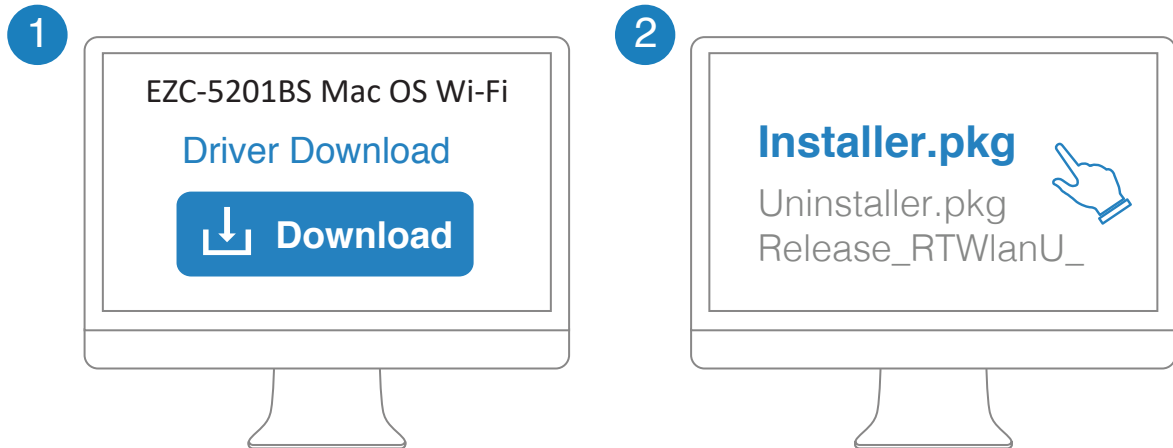 1
EZC-5201BS Mac OS Wi-Fi
Driver Download
Download
2
Installer.pkg
Uninstaller.pkg
Release_RTWlanU_